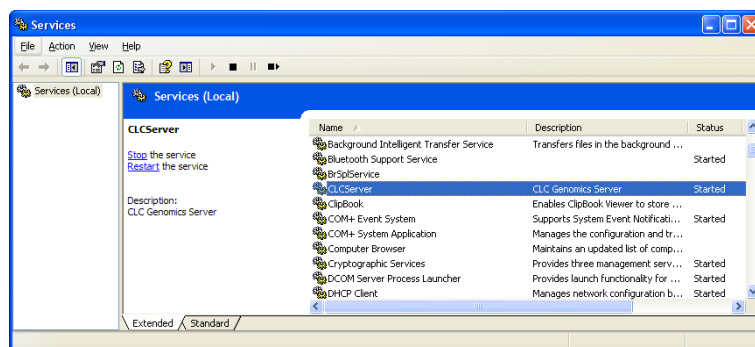 Services
File Action View Help
Services (Local)
Services (Local)
CLCServer
Stop the service
Restart the service
Description:
CLC Genomics Server
Name Description Status
Background Intelligent Transfer Service Transfers files in the background ...
Bluetooth Support Service Started
BrSplService
CLCServer CLC Genomics Server Started
ClipBook Enables ClipBook Viewer to store ...
COM+ Event System Supports System Event Notificati... Started
COM+ System Application Manages the configuration and tr...
Computer Browser Maintains an updated list of comp...
Cryptographic Services Provides three management serv... Started
DCOM Server Process Launcher Provides launch functionality for ... Started
DHCP Client Manages network configuration b... Started
Extended Standard